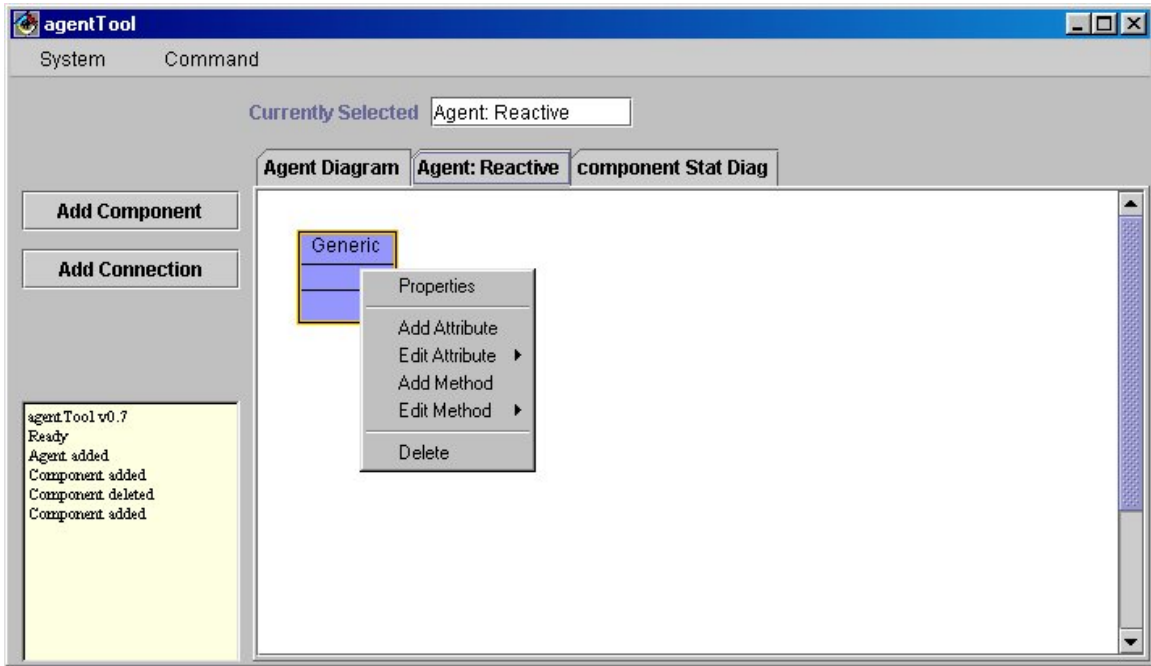 agentTool
System Command
Currently Selected Agent: Reactive
Agent Diagram Agent: Reactive component Stat Diag
Add Component
Add Connection
Generic
Properties
Add Attribute
Edit Attribute
Add Method
Edit Method
Delete
agentTool v0.7
Ready
Agent added
Component added
Component deleted
Component added